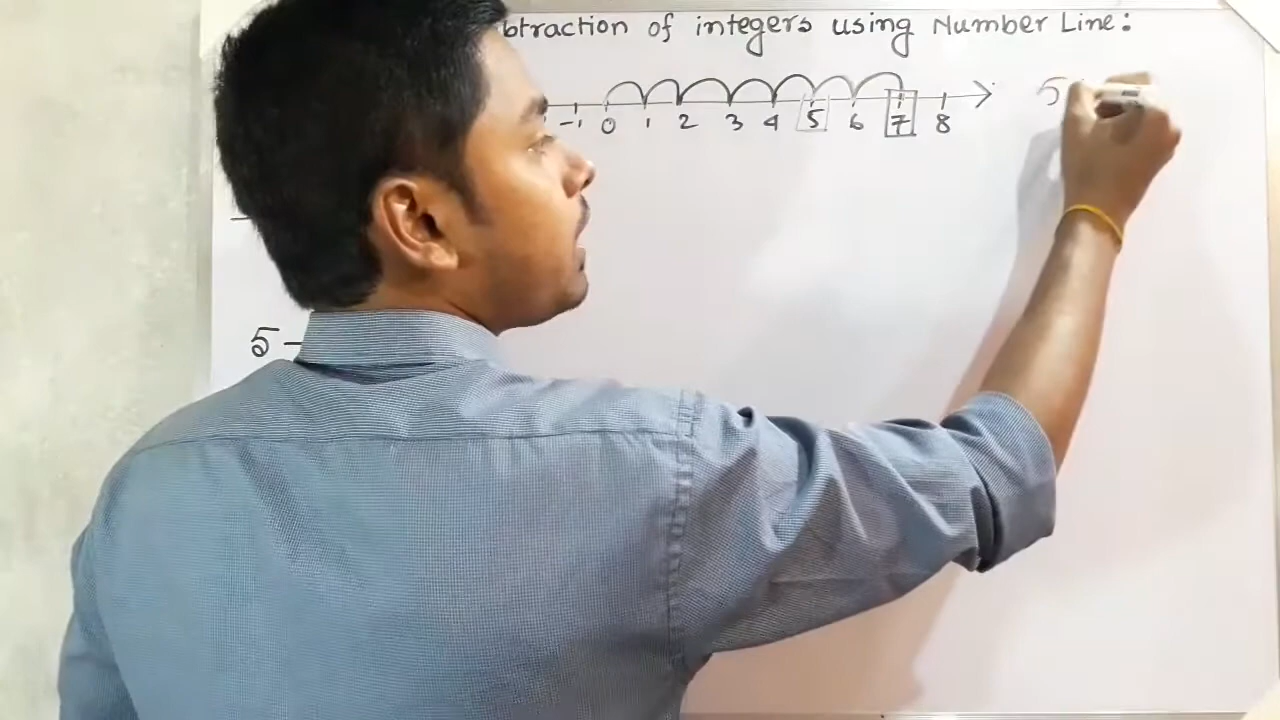 btraction of integers using Number Line:
-1 0 1 2 3 4 5 6 7 8
5
5 -